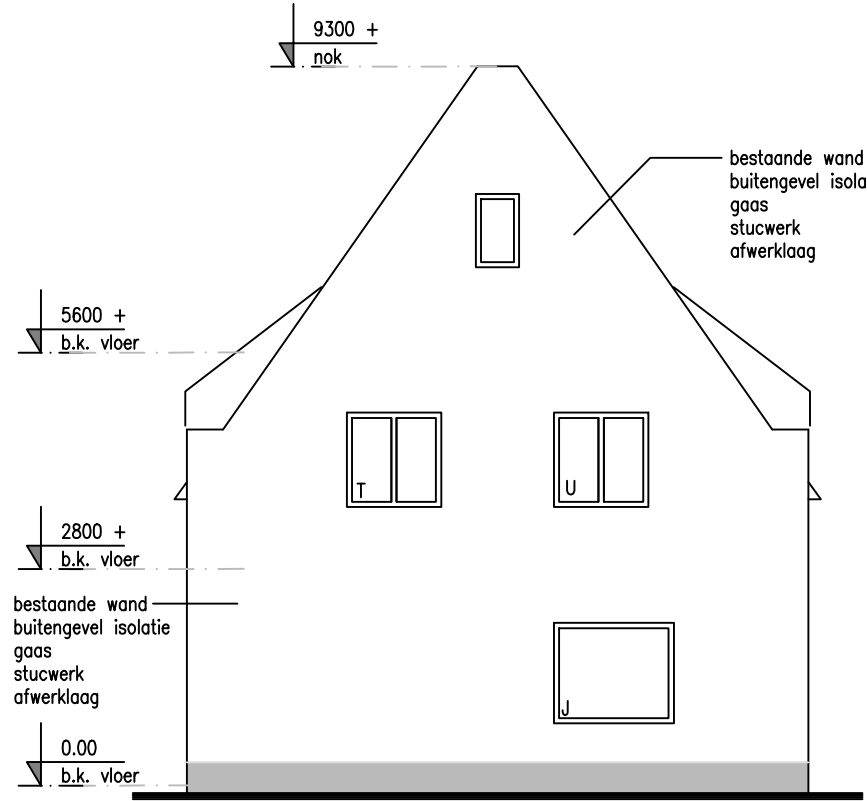 9300 +
nok
bestaande wand
buitengevel isola
gaas
stucwerk
afwerklaag
5600 +
b.k. vloer
T
U
2800 +
b.k. vloer
bestaande wand
buitengevel isolatie
gaas
stucwerk
afwerklaag
J
0.00
b.k. vloer